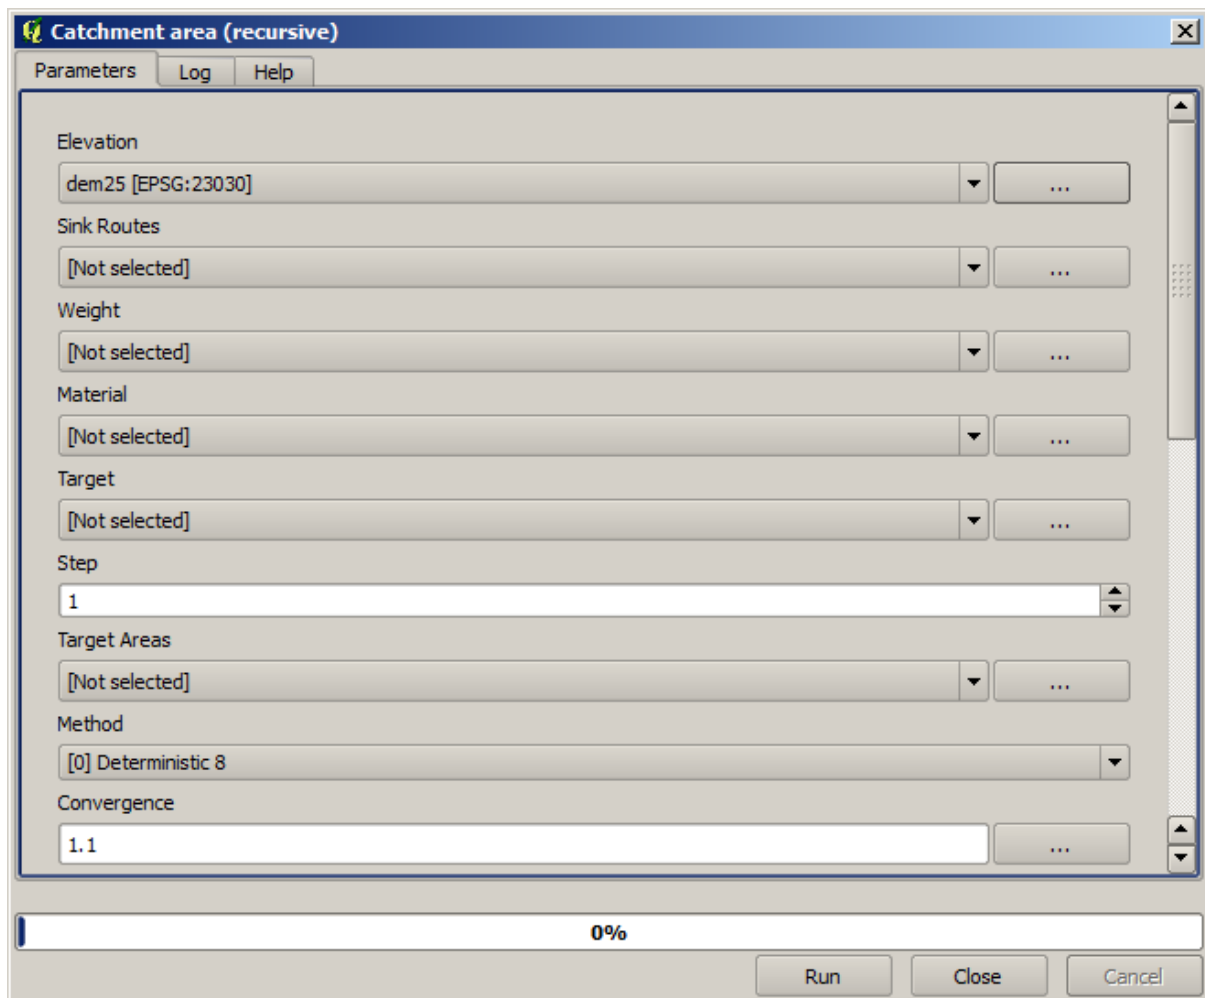 Catchment area (recursive)
Parameters Log Help
Elevation
dem25 [EPSG:23030] ...
Sink Routes
[Not selected] ...
Weight
[Not selected] ...
Material
[Not selected] ...
Target
[Not selected] ...
Step
1
Target Areas
[Not selected] ...
Method
[0] Deterministic 8
Convergence
1.1 ...
0%
Run Close Cancel